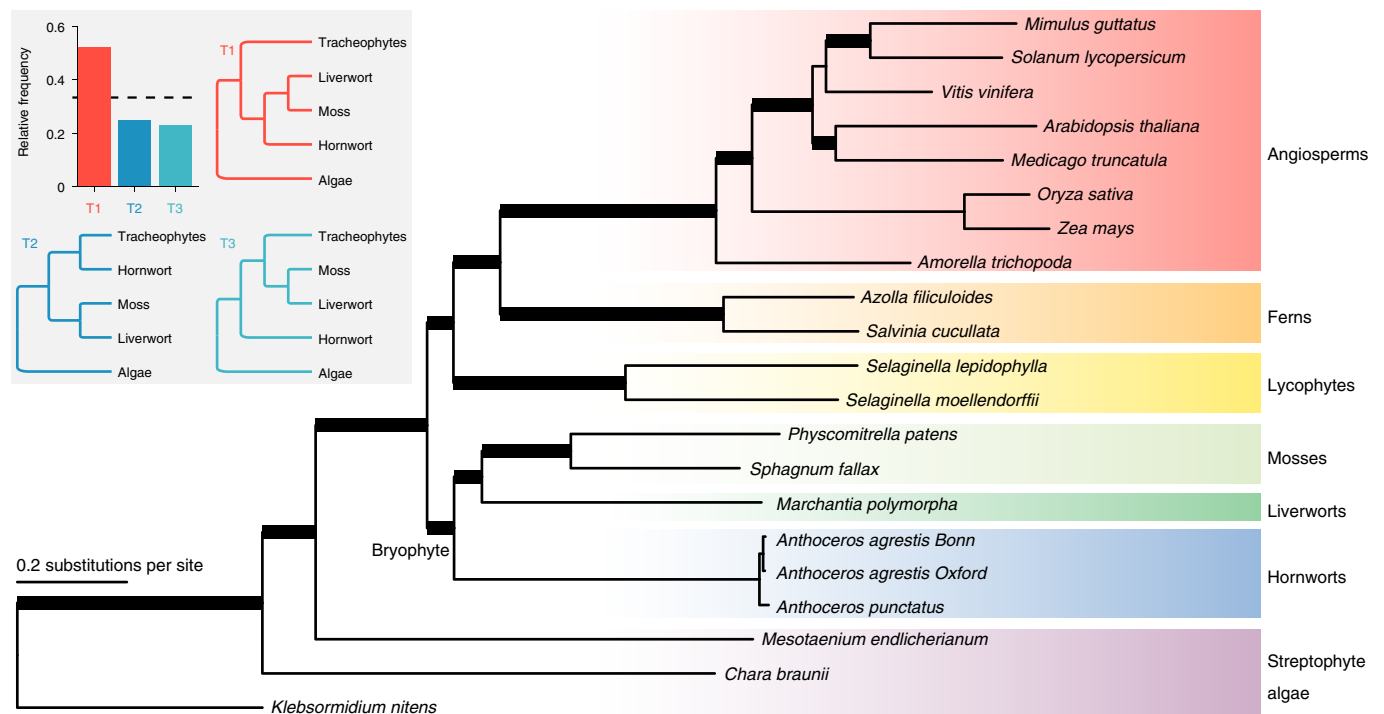 0.6
0.4
0.2
0
Relative frequency
T1
T2
T3
T1
Tracheophytes
Liverwort
Moss
Hornwort
Algae
T2
Tracheophytes
Hornwort
Moss
Liverwort
Algae
T3
Tracheophytes
Moss
Liverwort
Hornwort
Algae
Mimulus guttatus
Solanum lycopersicum
Vitis vinifera
Arabidopsis thaliana
Medicago truncatula
Oryza sativa
Zea mays
Amorella trichopoda
Angiosperms
Azolla filiculoides
Salvinia cucullata
Ferns
Selaginella lepidophylla
Selaginella moellendorffii
Lycophytes
Physcomitrella patens
Sphagnum fallax
Mosses
Marchantia polymorpha
Liverworts
Bryophyte
Anthoceros agrestis Bonn
Anthoceros agrestis Oxford
Anthoceros punctatus
Hornworts
0.2 substitutions per site
Mesotaenium endlicherianum
Chara braunii
Klebsormidium nitens
Streptophyte
algae